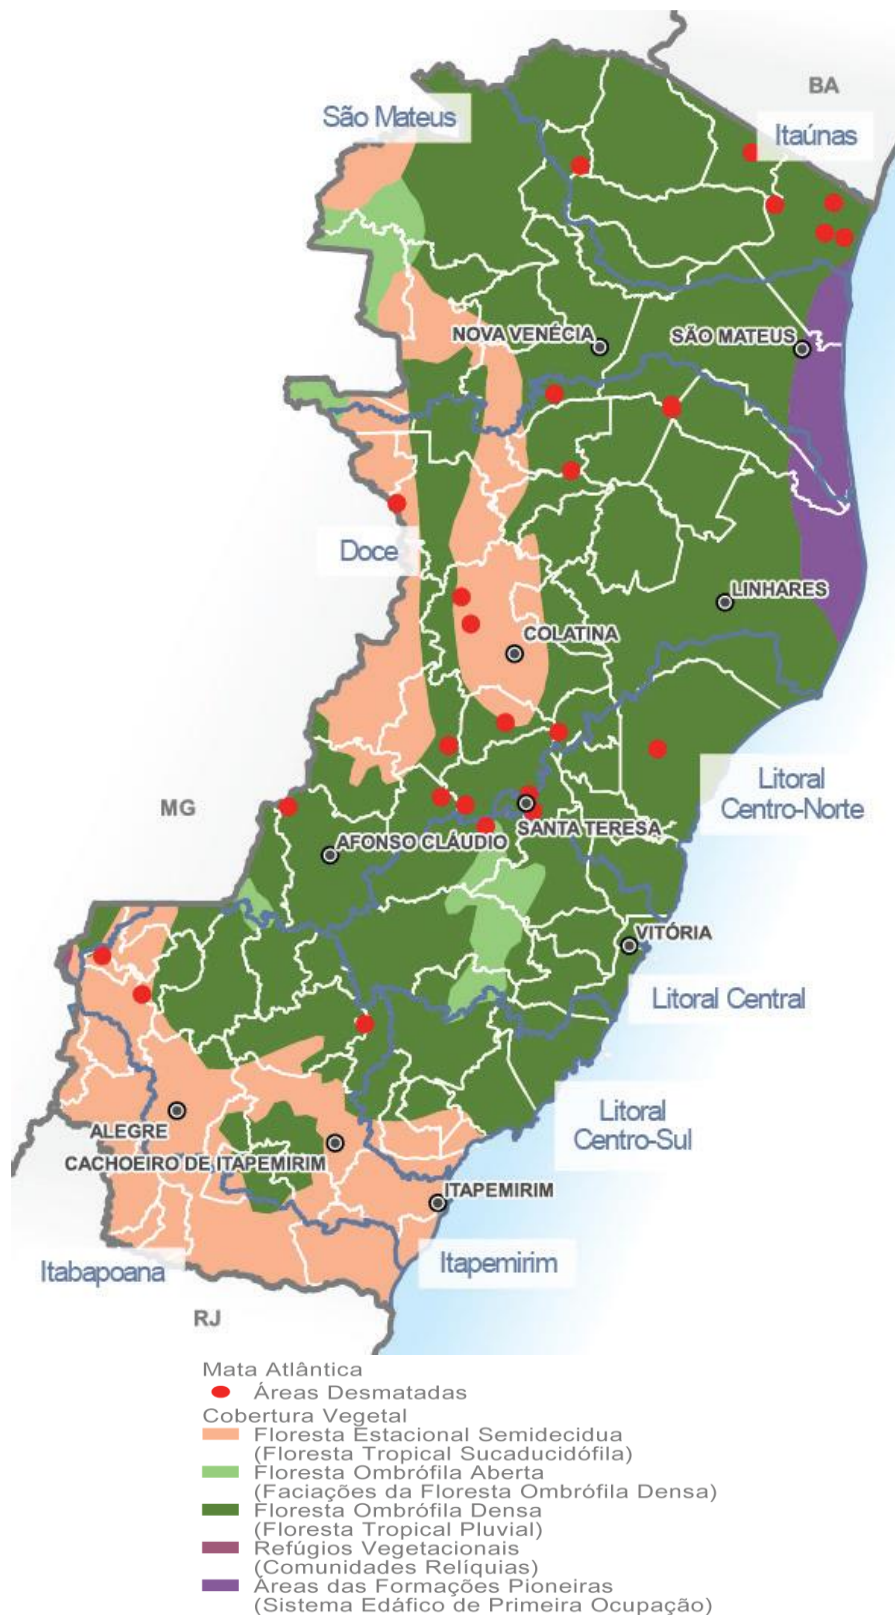 BA
São Mateus
Itaúnas
NOVA VENÉCIA
SÃO MATEUS
Doce
LINHARES
COLATINA
Litoral
Centro-Norte
MG
SANTA TERESA
AFONSO CLÁUDIO
VITÓRIA
Litoral Central
Litoral
Centro-Sul
ALEGRE
CACHOEIRO DE ITAPEMIRIM
ITAPEMIRIM
Itapemirim
Itabapoana
RJ
Mata Atlântica
Áreas Desmatadas
Cobertura Vegetal
Floresta Estacional Semidecidua
(Floresta Tropical Sucaducidófila)
Floresta Ombrófila Aberta
(Faciações da Floresta Ombrófila Densa)
Floresta Ombrófila Densa
(Floresta Tropical Pluvial)
Refúgios Vegetacionais
(Comunidades Relíquias)
Áreas das Formações Pioneiras
(Sistema Edáfico de Primeira Ocupação)